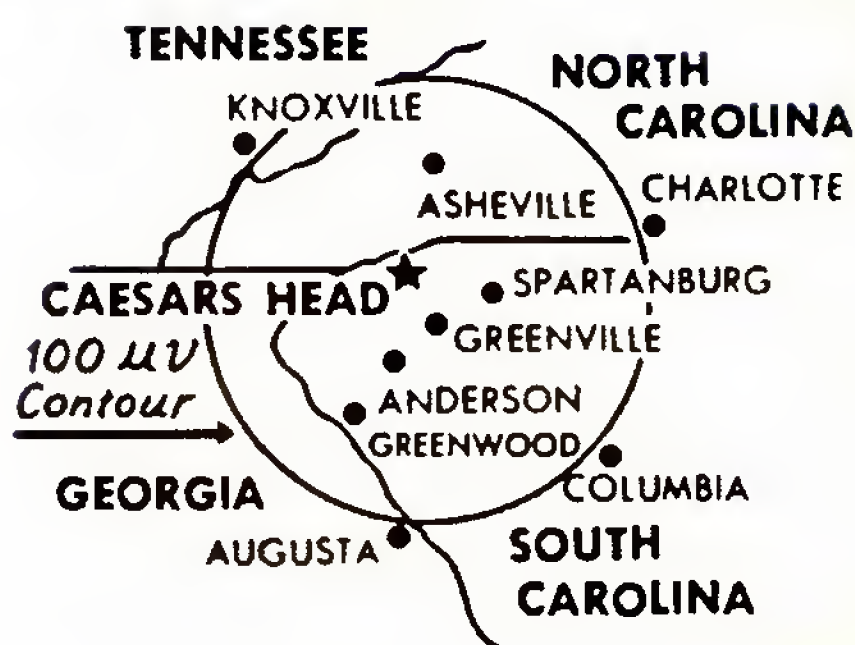 TENNESSEE
NORTH
CAROLINA
KNOXVILLE
ASHEVILLE
CHARLOTTE
CAESARS HEAD
SPARTANBURG
100 μV
Contour
GREENVILLE
ANDERSON
GREENWOOD
GEORGIA
COLUMBIA
AUGUSTA
SOUTH
CAROLINA